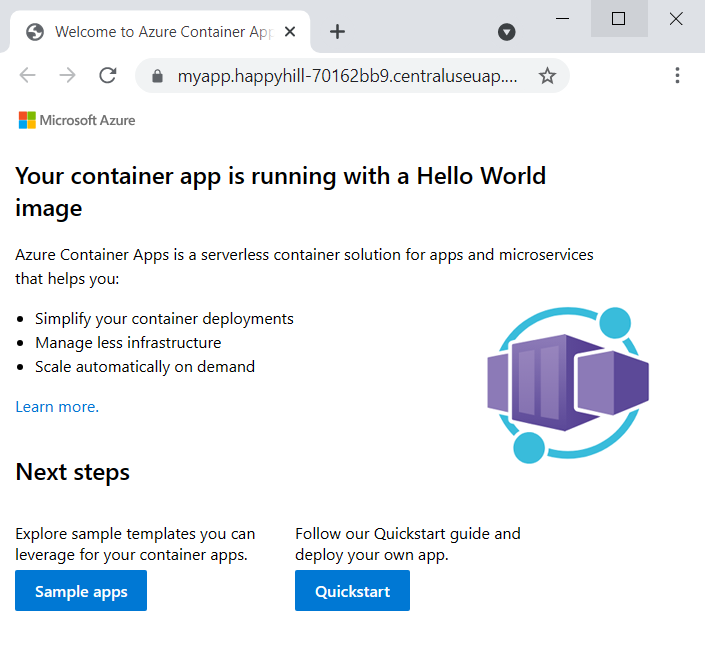 Welcome to Azure Container App
myapp.happyhill-70162bb9.centraluseuap....
Microsoft Azure
Your container app is running with a Hello World
image
Azure Container Apps is a serverless container solution for apps and microservices
that helps you:
• Simplify your container deployments
• Manage less infrastructure
• Scale automatically on demand
Learn more.
Next steps
Explore sample templates you can
leverage for your container apps.
Sample apps
Follow our Quickstart guide and
deploy your own app.
Quickstart